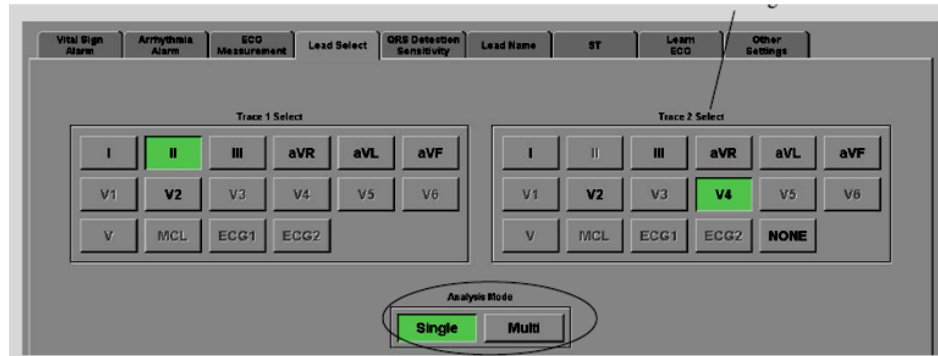 Vital Sign Alarm
Arrhythmia Alarm
ECG Measurement
Lead Select
QRS Detection Sensitivity
Lead Name
ST
Learn ECG
Other Settings
Trace 1 Select
I II III aVR aVL aVF
V1 V2 V3 V4 V5 V6
V MCL ECG1 ECG2
Trace 2 Select
I II III aVR aVL aVF
V1 V2 V3 V4 V5 V6
V MCL ECG1 ECG2 NONE
Analysis Mode
Single Multi